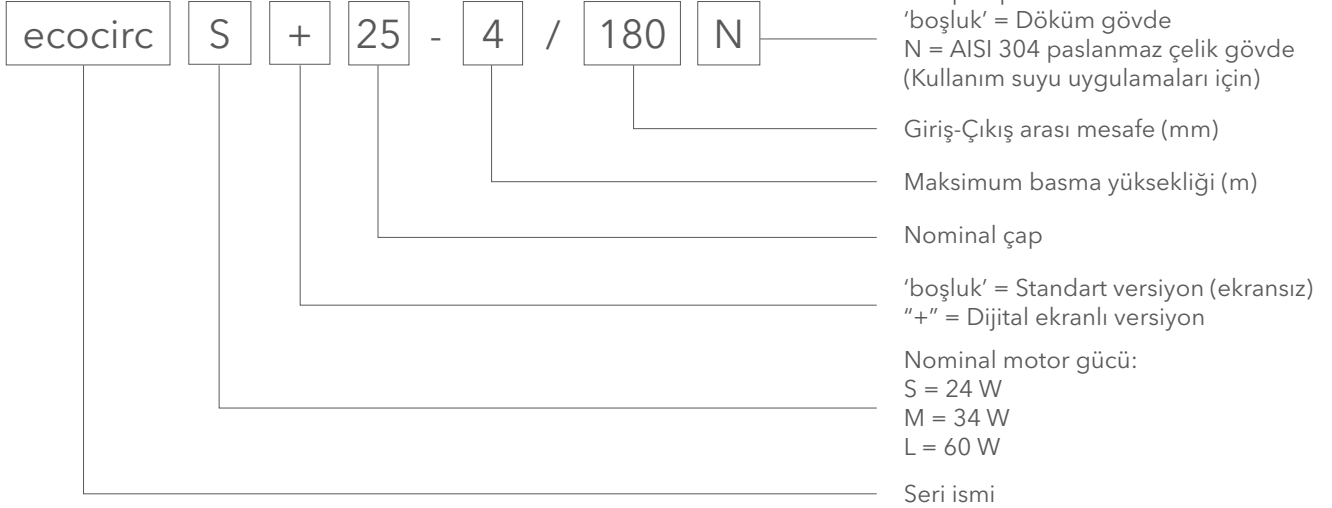 ecocirc S + 25 - 4 / 180 N
‘boşluk’ = Döküm gövde
N = AISI 304 paslanmaz çelik gövde
(Kullanım suyu uygulamaları için)
Giriş-Çıkış arası mesafe (mm)
Maksimum basma yüksekliği (m)
Nominal çap
‘boşluk’ = Standart versiyon (ekransız)
“+” = Dijital ekranlı versiyon
Nominal motor gücü:
S = 24 W
M = 34 W
L = 60 W
Seri ismi